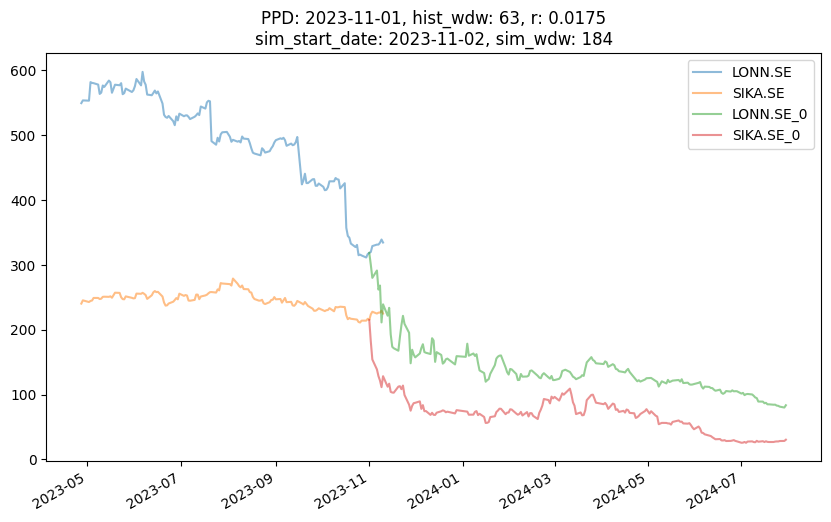 PPD: 2023-11-01, hist_wdw: 63, r: 0.0175
sim_start_date: 2023-11-02, sim_wdw: 184
LONN.SE
SIKA.SE
LONN.SE_0
SIKA.SE_0
600
500
400
300
200
100
0
2023-05
2023-07
2023-09
2023-11
2024-01
2024-03
2024-05
2024-07